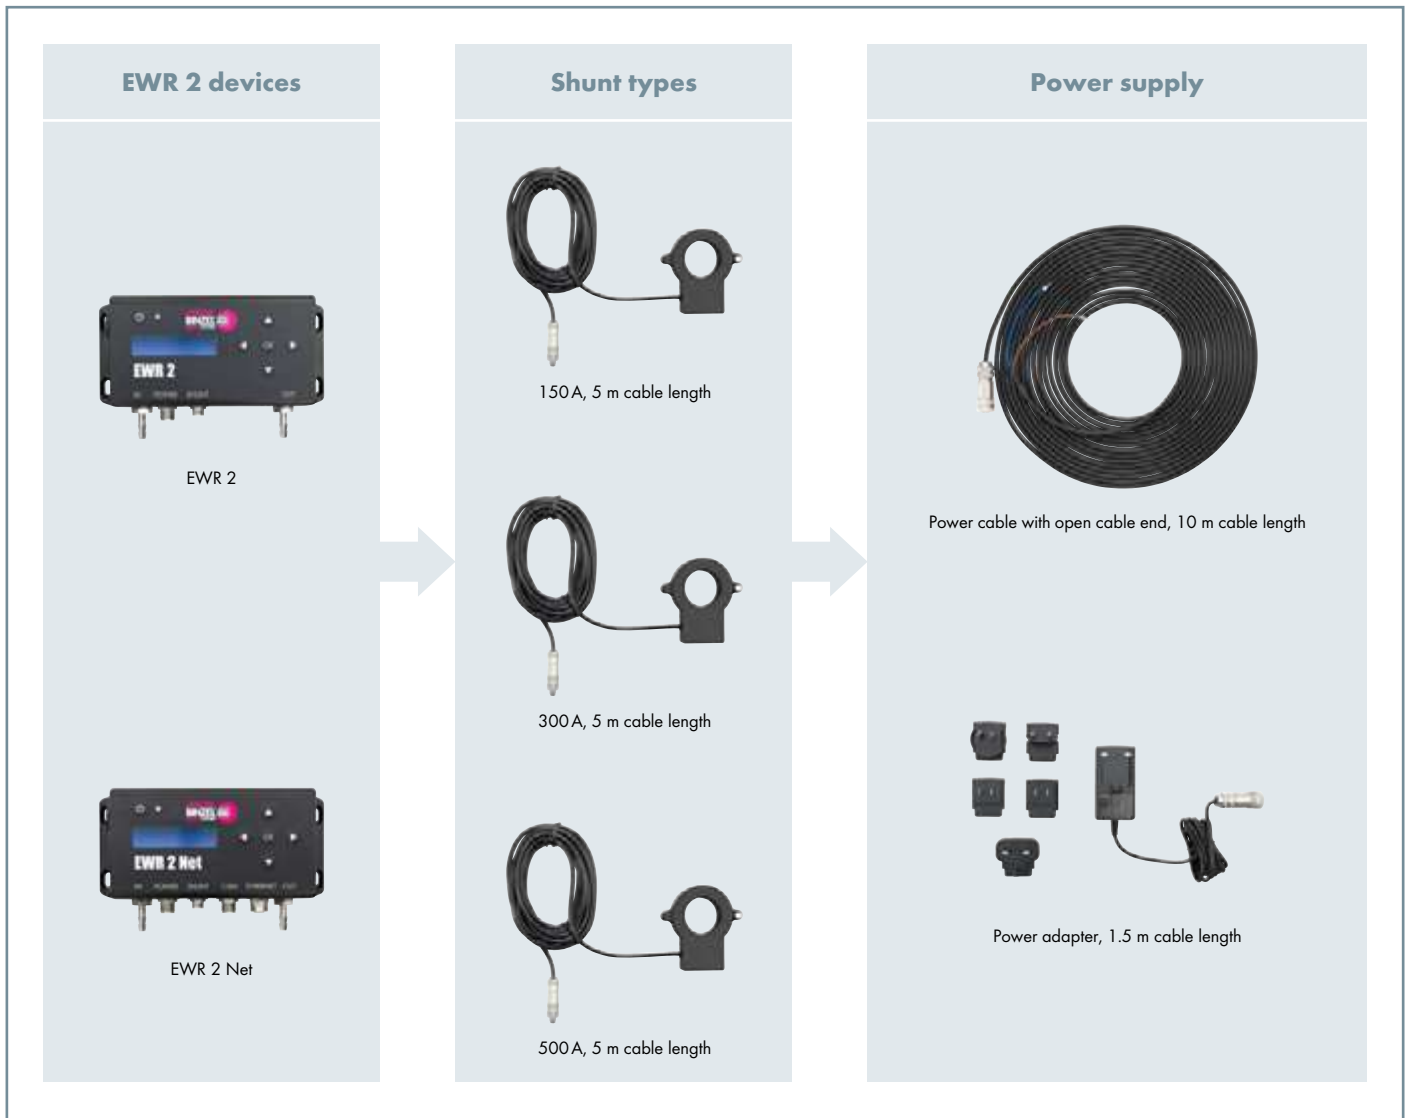 EWR 2 devices
Shunt types
Power supply
EWR 2
EWR 2
150 A, 5 m cable length
300 A, 5 m cable length
500 A, 5 m cable length
Power cable with open cable end, 10 m cable length
EWR 2 Net
EWR 2 Net
Power adapter, 1.5 m cable length